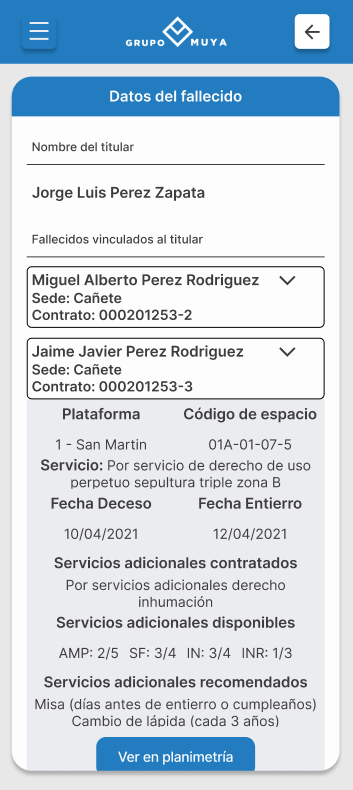 GRUPO MUYA
Datos del fallecido
Nombre del titular
Jorge Luis Perez Zapata
Fallecidos vinculados al titular
Miguel Alberto Perez Rodriguez
Sede: Cañete
Contrato: 000201253-2
Jaime Javier Perez Rodriguez
Sede: Cañete
Contrato: 000201253-3
Plataforma Código de espacio
1 - San Martin 01A-01-07-5
Servicio: Por servicio de derecho de uso
perpetuo sepultura triple zona B
Fecha Deceso Fecha Entierro
10/04/2021 12/04/2021
Servicios adicionales contratados
Por servicios adicionales derecho
inhumación
Servicios adicionales disponibles
AMP: 2/5 SF: 3/4 IN: 3/4 INR: 1/3
Servicios adicionales recomendados
Misa (días antes de entierro o cumpleaños)
Cambio de lápida (cada 3 años)
Ver en planimetría